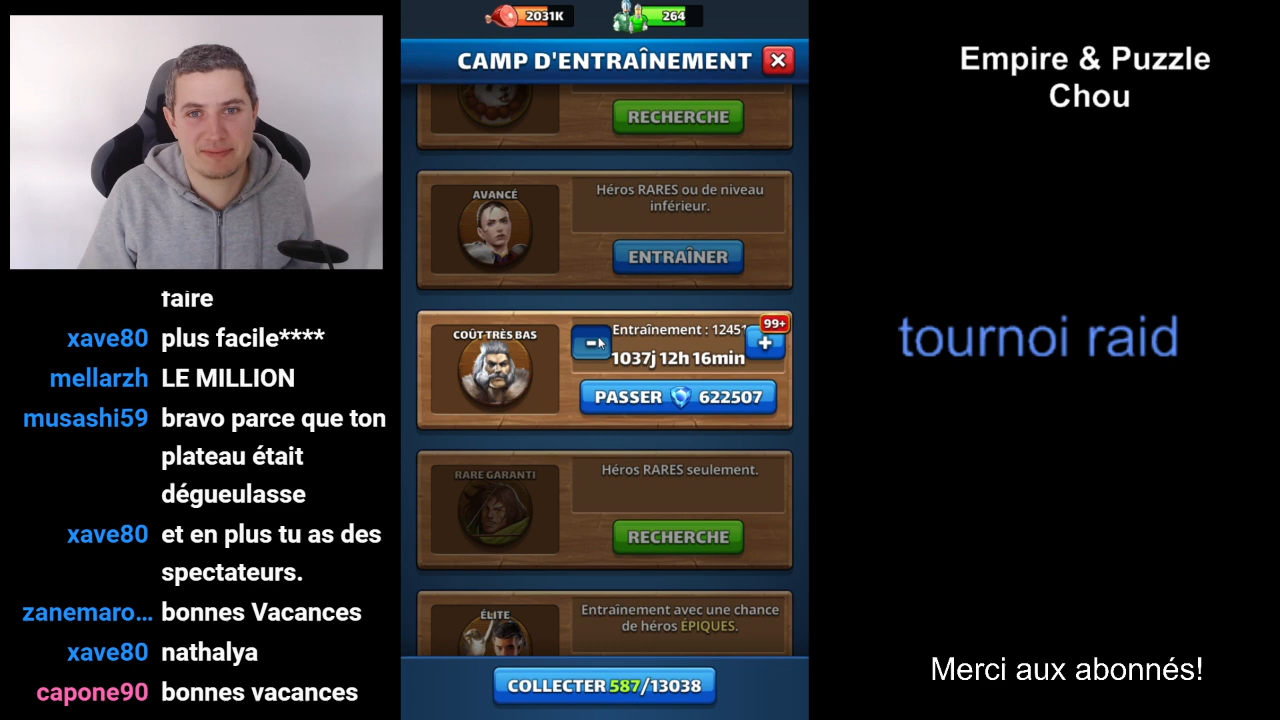 2031K
264
CAMP D'ENTRAÎNEMENT
Empire & Puzzle
Chou
RECHERCHE
AVANCÉ
Héros RARES ou de niveau
inférieur.
ENTRAÎNER
COÛT TRÈS BAS
Entraînement : 12451
99+
1037j 12h 16min
PASSER 622507
RARE GARANTI
Héros RARES seulement.
RECHERCHE
ÉLITE
Entraînement avec une chance
de héros ÉPIQUES.
COLLECTER 587/13038
faire
xave80 plus facile****
mellarzh LE MILLION
musashi59 bravo parce que ton
plateau était
dégueulasse
xave80 et en plus tu as des
spectateurs.
zanemaro... bonnes Vacances
xave80 nathalya
capone90 bonnes vacances
tournoi raid
Merci aux abonnés!